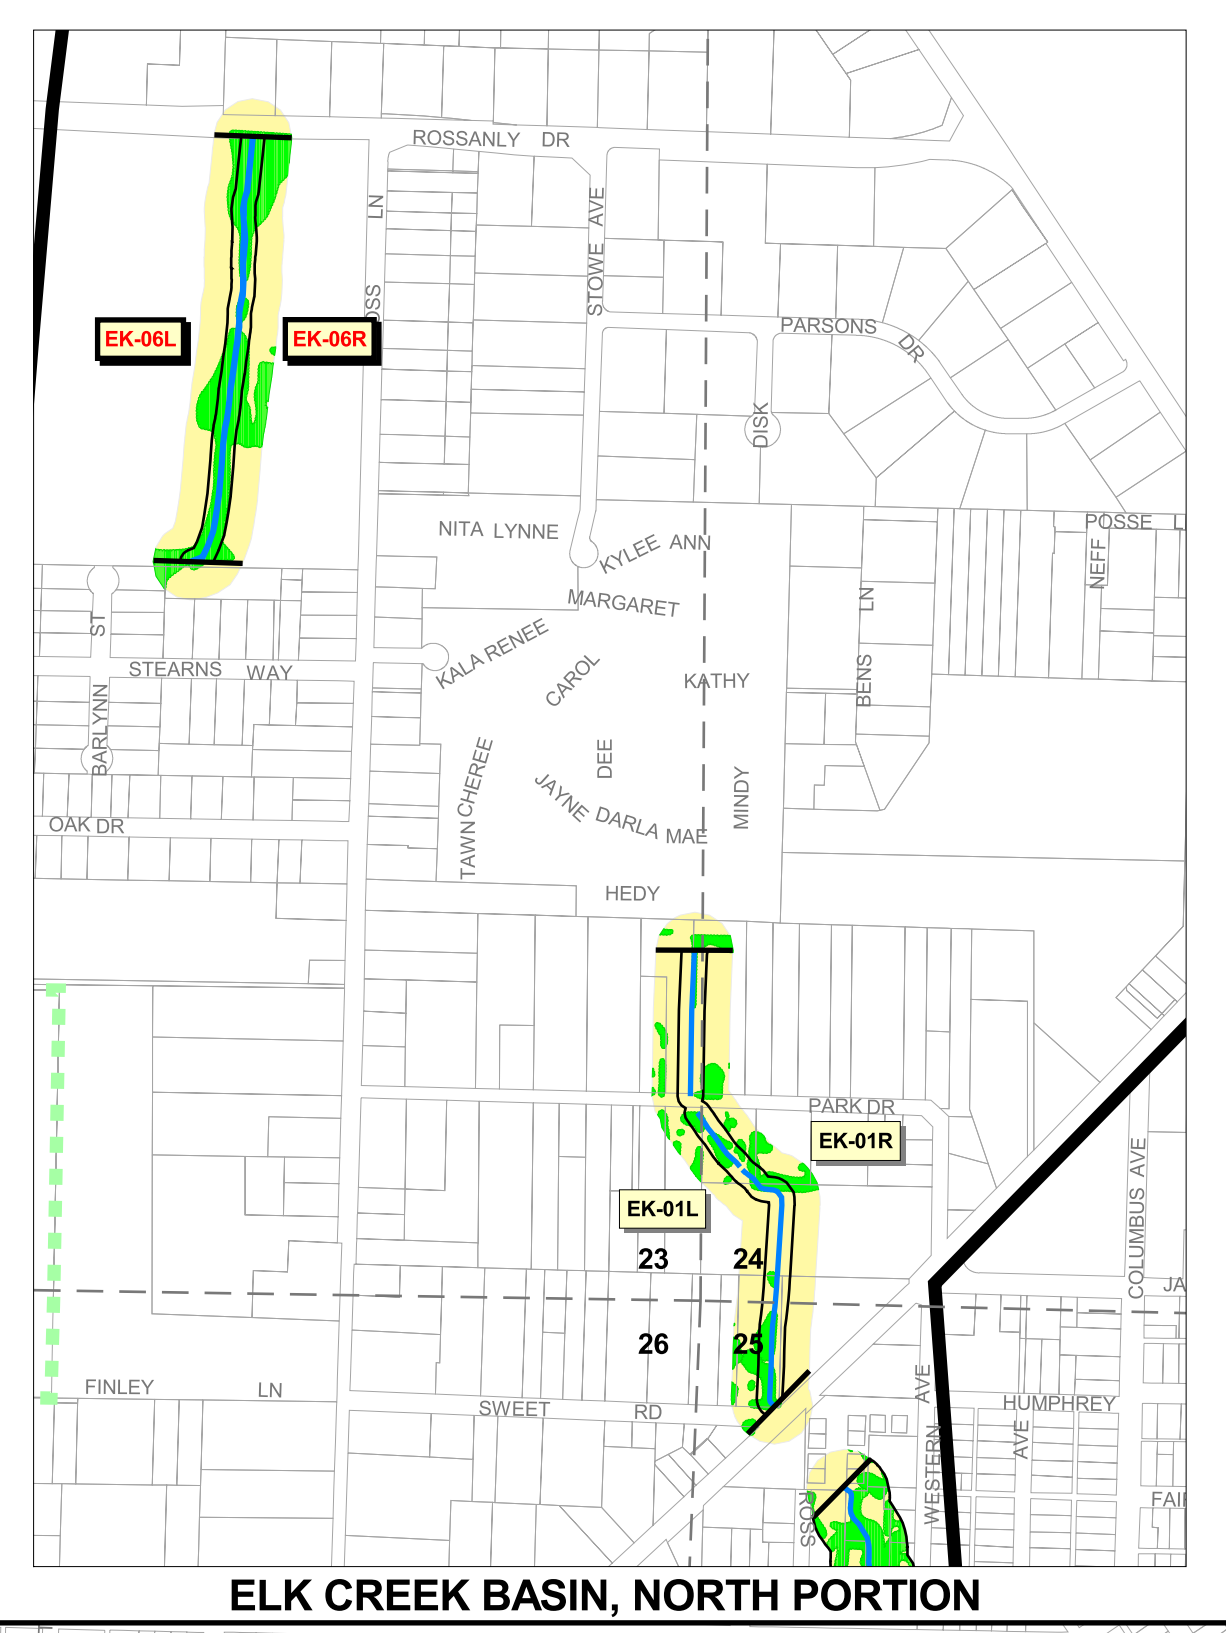 ROSSANLY DR
LN
STOWE AVE
OSS
EK-06L
EK-06R
PARSONS
DR
DISK
NITA LYNNE
KYLEE ANN
POSSE L
NEFF
MARGARET
LN
BENS
ST
BARLYNN
KALA RENEE
CAROL
KATHY
STEARNS WAY
DEE
CHEREE
TAWN
JAYNE
DARLA MAE
MINDY
OAK DR
HEDY
PARK DR
EK-01R
EK-01L
COLUMBUS AVE
23
24
JA
26
25
FINLEY LN
SWEET RD
WESTERN AVE
HUMPHREY
AVE
ROSS
FAI
ELK CREEK BASIN, NORTH PORTION